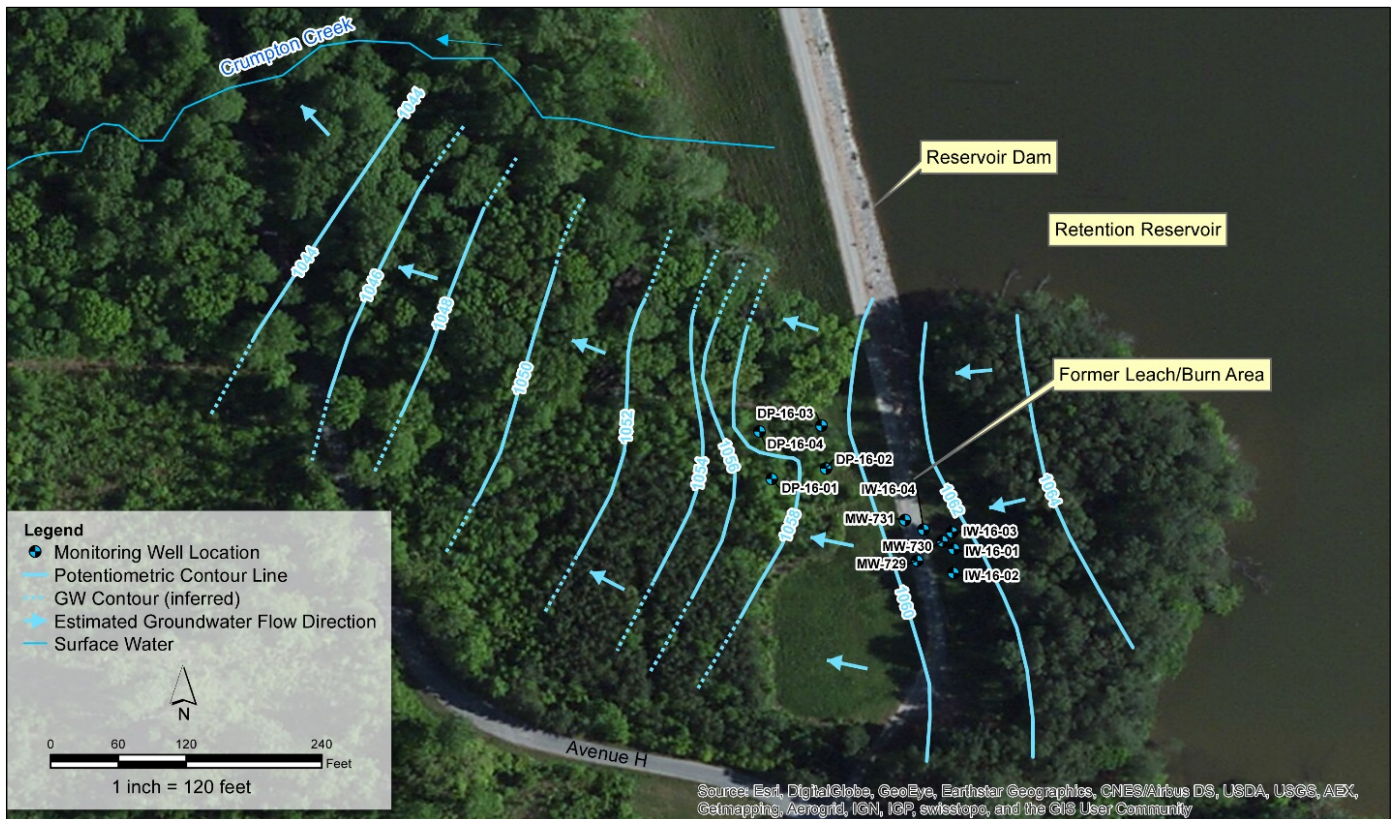 Crumpton Creek
1044
Reservoir Dam
Retention Reservoir
1044
1046
1048
1050
Former Leach/Burn Area
DP-16-03
DP-16-04
1052
1056
DP-16-02
1054
DP-16-01
IW-16-04
1064
1062
1058
MW-731
IW-16-03
MW-730
IW-16-01
MW-729
IW-16-02
1060
Legend
Monitoring Well Location
Potentiometric Contour Line
GW Contour (inferred)
Estimated Groundwater Flow Direction
Surface Water
N
0 60 120 240
Feet
1 inch = 120 feet
Avenue H
Source: Esri, DigitalGlobe, GeoEye, Earthstar Geographics, CNES/Airbus DS, USDA, USGS, AEX,
Getmapping, Aerogrid, IGN, IGP, swisstopo, and the GIS User Community